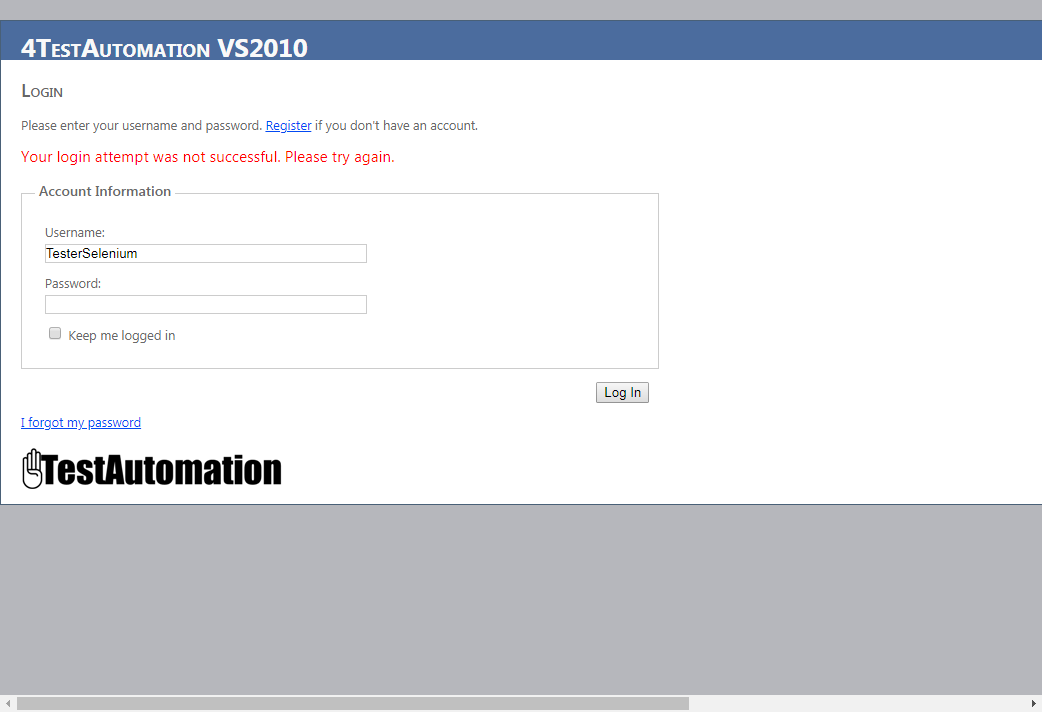 4TestAutomation VS2010
Login
Please enter your username and password. Register if you don't have an account.
Your login attempt was not successful. Please try again.
Account Information
Username:
TesterSelenium
Password:
Keep me logged in
Log In
I forgot my password
TestAutomation